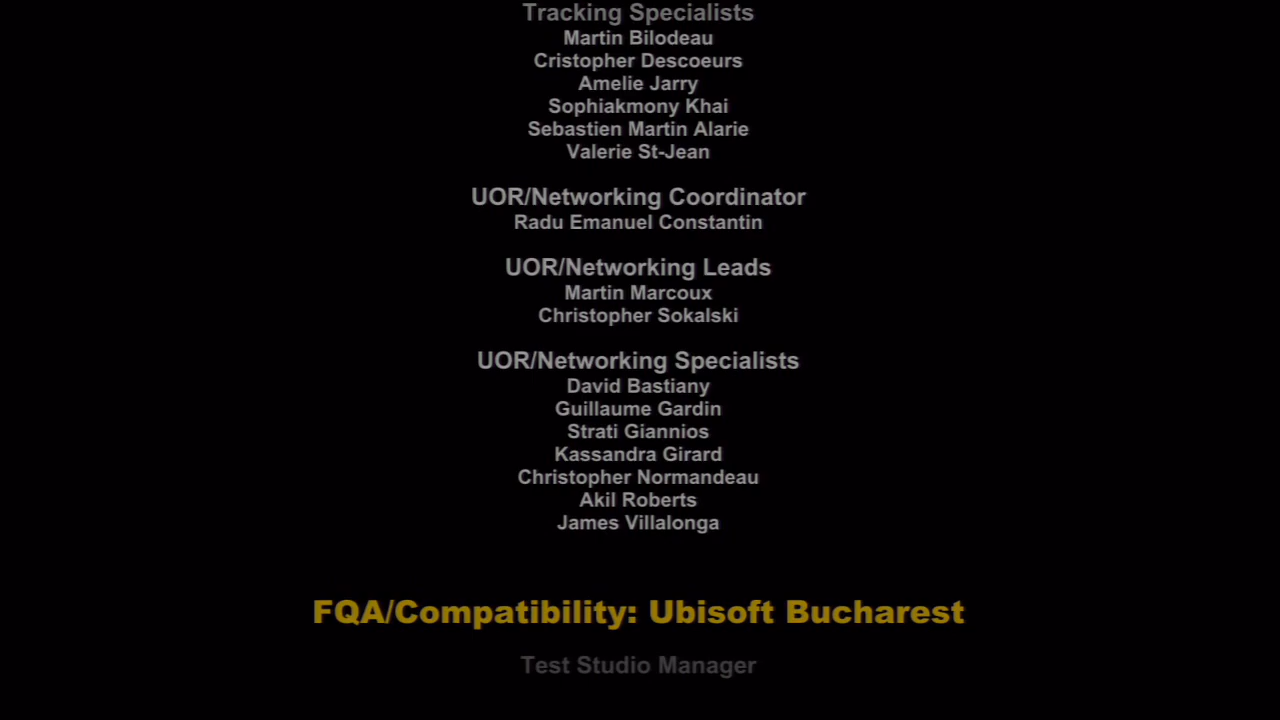 Tracking Specialists
Martin Bilodeau
Cristopher Descoeurs
Amelie Jarry
Sophiakmony Khai
Sebastien Martin Alarie
Valerie St-Jean
UOR/Networking Coordinator
Radu Emanuel Constantin
UOR/Networking Leads
Martin Marcoux
Christopher Sokalski
UOR/Networking Specialists
David Bastiany
Guillaume Gardin
Strati Giannios
Kassandra Girard
Christopher Normandeau
Akil Roberts
James Villalonga
FQA/Compatibility: Ubisoft Bucharest
Test Studio Manager